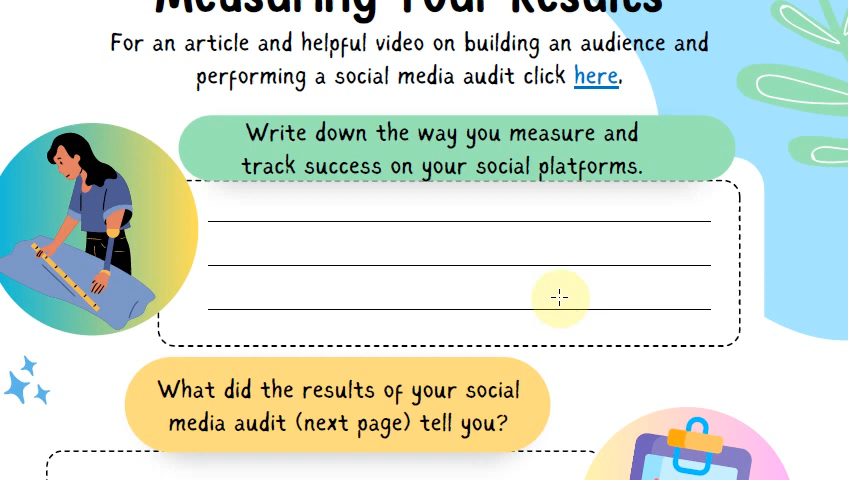 Measuring Your Results
For an article and helpful video on building an audience and
performing a social media audit click here.
Write down the way you measure and
track success on your social platforms.
What did the results of your social
media audit (next page) tell you?